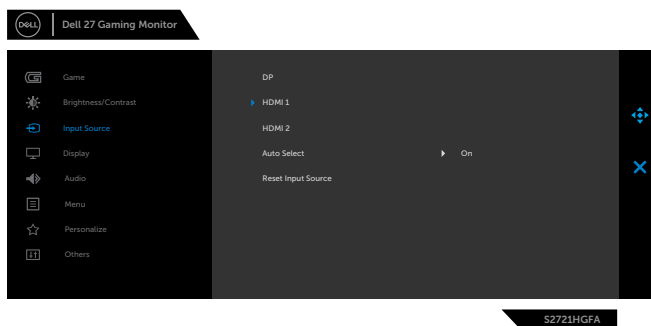 DELL
Dell 27 Gaming Monitor
Game
Brightness/Contrast
Input Source
Display
Audio
Menu
Personalize
Others
DP
HDMI 1
HDMI 2
Auto Select On
Reset Input Source
S2721HGFA